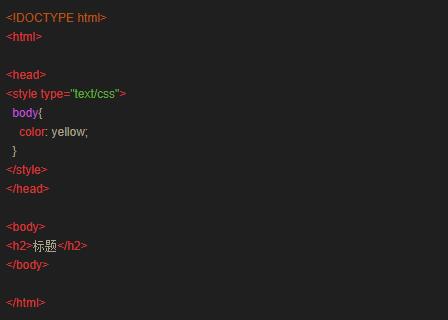 <!DOCTYPE html>
<html>
<head>
<style type="text/css">
body{
color: yellow;
}
</style>
</head>
<body>
<h2>标题</h2>
</body>
</html>